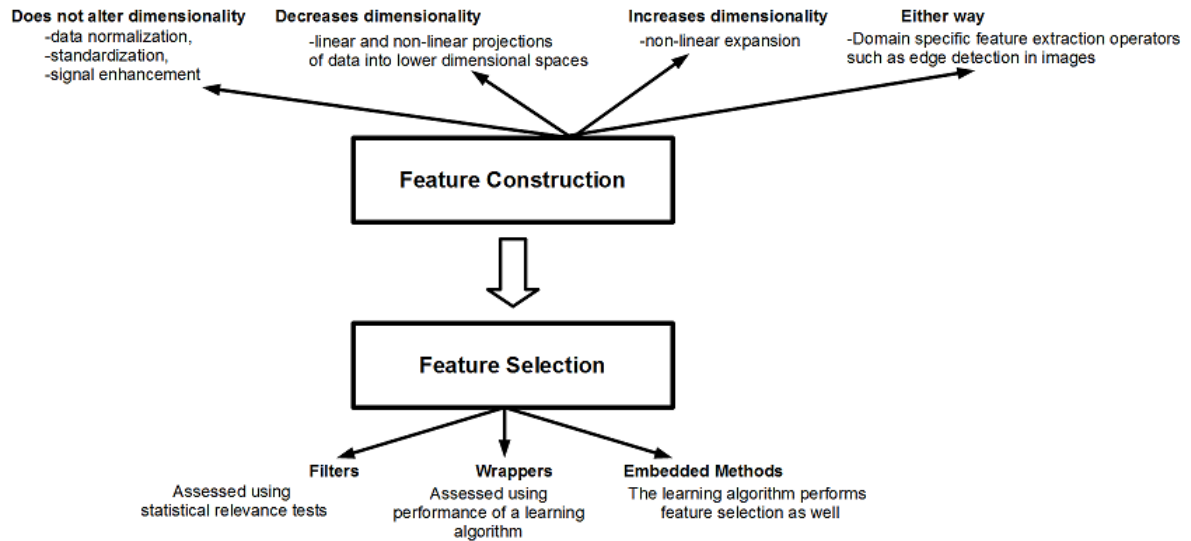 Does not alter dimensionality
-data normalization,
-standardization,
-signal enhancement
Decreases dimensionality
-linear and non-linear projections
of data into lower dimensional spaces
Increases dimensionality
-non-linear expansion
Either way
-Domain specific feature extraction operators
such as edge detection in images
Feature Construction
Feature Selection
Filters
Assessed using
statistical relevance tests
Wrappers
Assessed using
performance of a learning
algorithm
Embedded Methods
The learning algorithm performs
feature selection as well